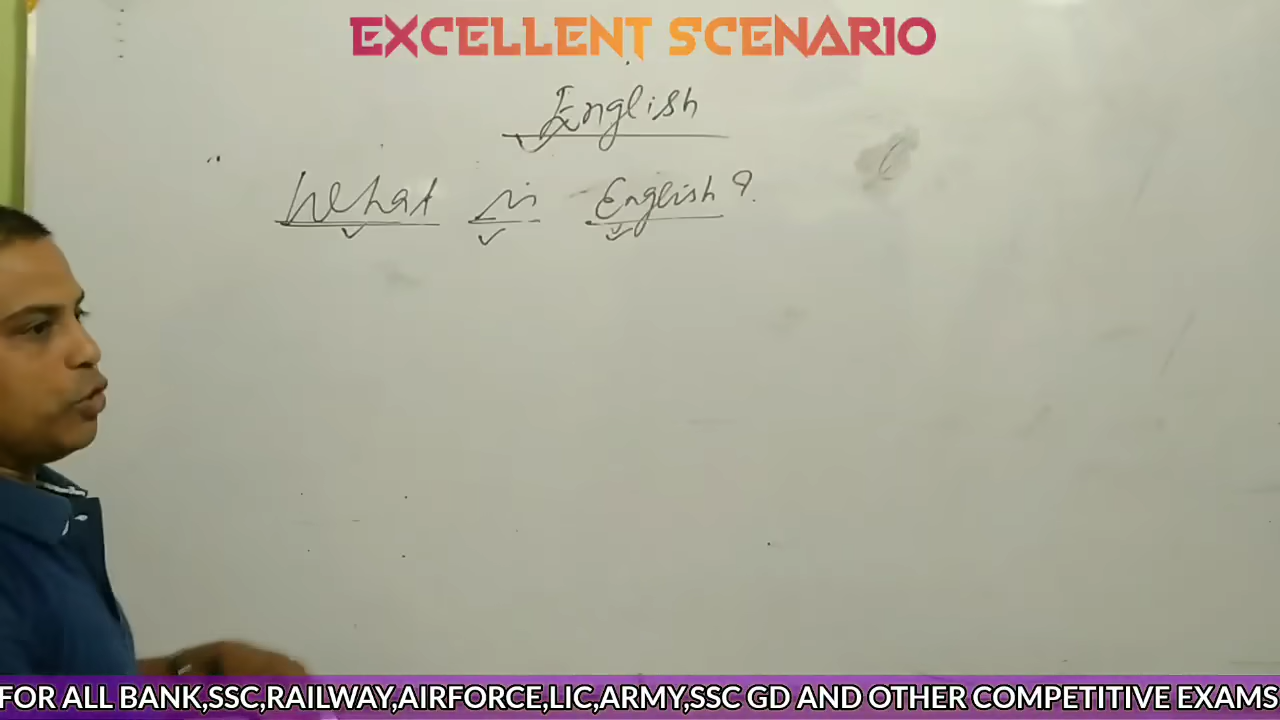 EXCELLENT SCENARIO
English
What is English?
FOR ALL BANK,SSC,RAILWAY,AIRFORCE,LIC,ARMY,SSC GD AND OTHER COMPETITIVE EXAMS